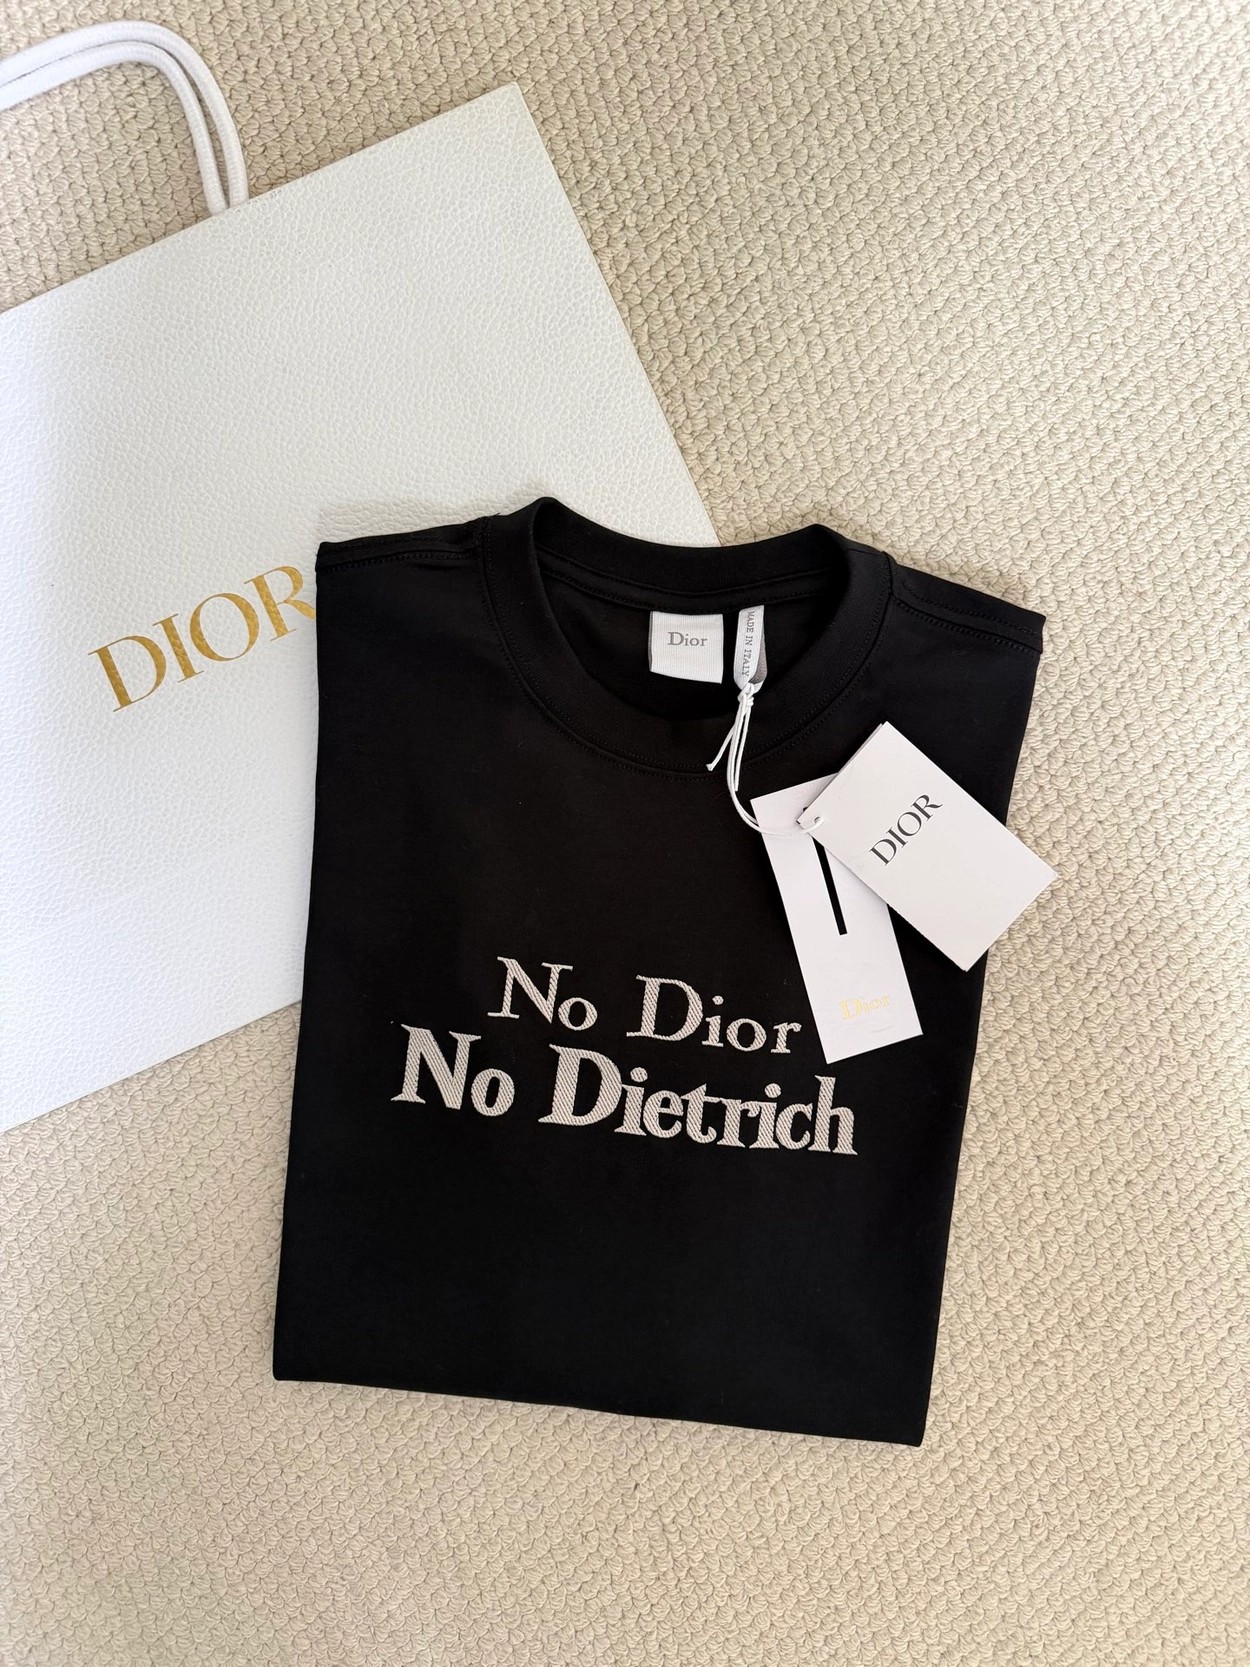 DIOR
Dior
MADE IN ITALY
DIOR
Dior
No Dior
No Dietrich